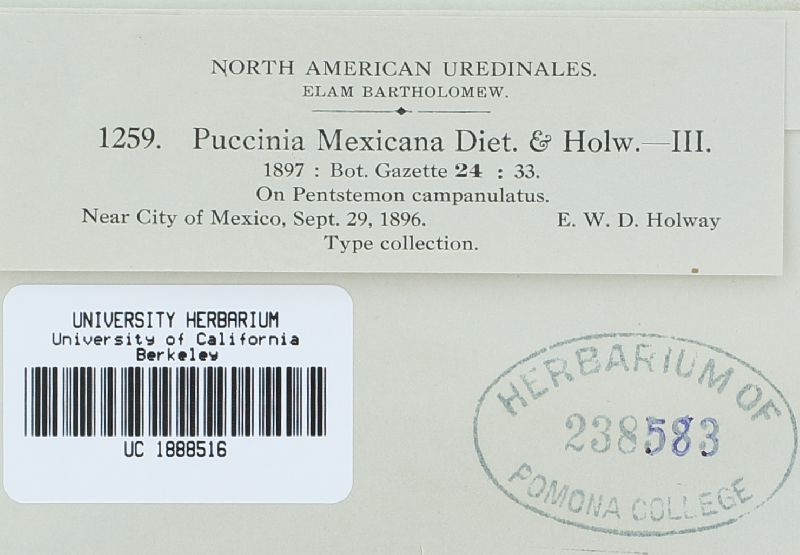 NORTH AMERICAN UREDINALES.
ELAM BARTHOLOMEW.
1259. Puccinia Mexicana Diet. & Holw.—III.
1897 : Bot. Gazette 24 : 33.
On Pentstemon campanulatus.
Near City of Mexico, Sept. 29, 1896. E. W. D. Holway
Type collection.
UNIVERSITY HERBARIUM
University of California
Berkeley
UC 1888516
HERBARIUM OF
238583
POMONA COLLEGE